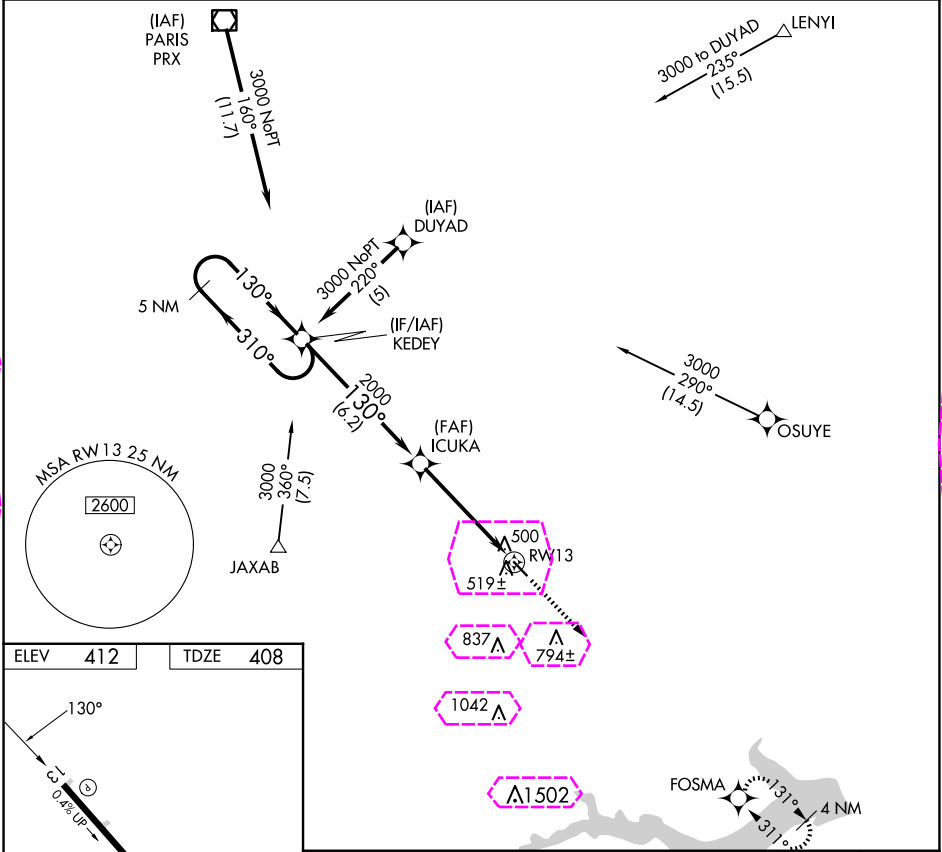 (IAF)
PARIS
PRX
3000 NoPT
160°
(11.7)
LENYI
3000 to DUYAD
235°
(15.5)
(IAF)
DUYAD
3000 NoPT
220°
(5)
130°
5 NM
310°
(IF/IAF)
KEDEY
2000
130°
(6.2)
3000
290°
(14.5)
OSUYE
(FAF)
ICUKA
MSA RW13 25 NM
2600
3000
360°
(7.5)
JAXAB
500
RW13
519±
837
794±
1042
1502
ELEV 412
TDZE 408
130°
13
0.4% UP
P
FOSMA
131°
4 NM
311°